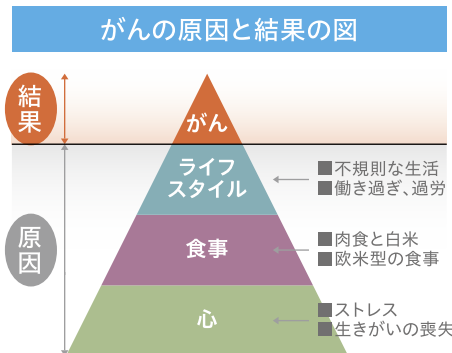 がんの原因と結果の図
結果
がん
ライフ
スタイル
■不規則な生活
■働き過ぎ、過労
原因
食事
■肉食と白米
■欧米型の食事
心
■ストレス
■生きがいの喪失